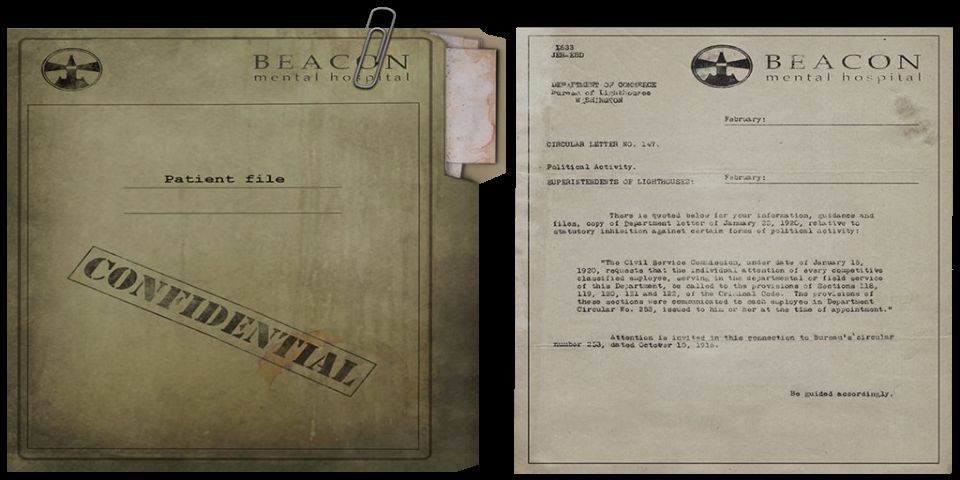 BEACON
mental hospital
Patient file
CONFIDENTIAL
1633
JER-EBD
BEACON
mental hospital
DEPARTMENT OF COMMERCE
Bureau of Lighthouses
WASHINGTON
February:
CIRCULAR LETTER NO. 147.
Political Activity.
SUPERINTENDENTS OF LIGHTHOUSES:
February:
There is quoted below for your information, guidance and
files, copy of Department letter of January 22, 1920, relative to
statutory inhibition against certain forms of political activity:
"The Civil Service Commission, under date of January 15,
1920, requests that the individual attention of every competitive
classified employee, serving in the departmental or field service
of this Department, be called to the provisions of Sections 118,
119, 120, 121 and 122, of the Criminal Code. The provisions of
these sections were communicated to each employee in Department
Circular No. 253, issued to him or her at the time of appointment."
Attention is invited in this connection to Bureau's circular
number 253, dated October 10,
Be guided accordingly.